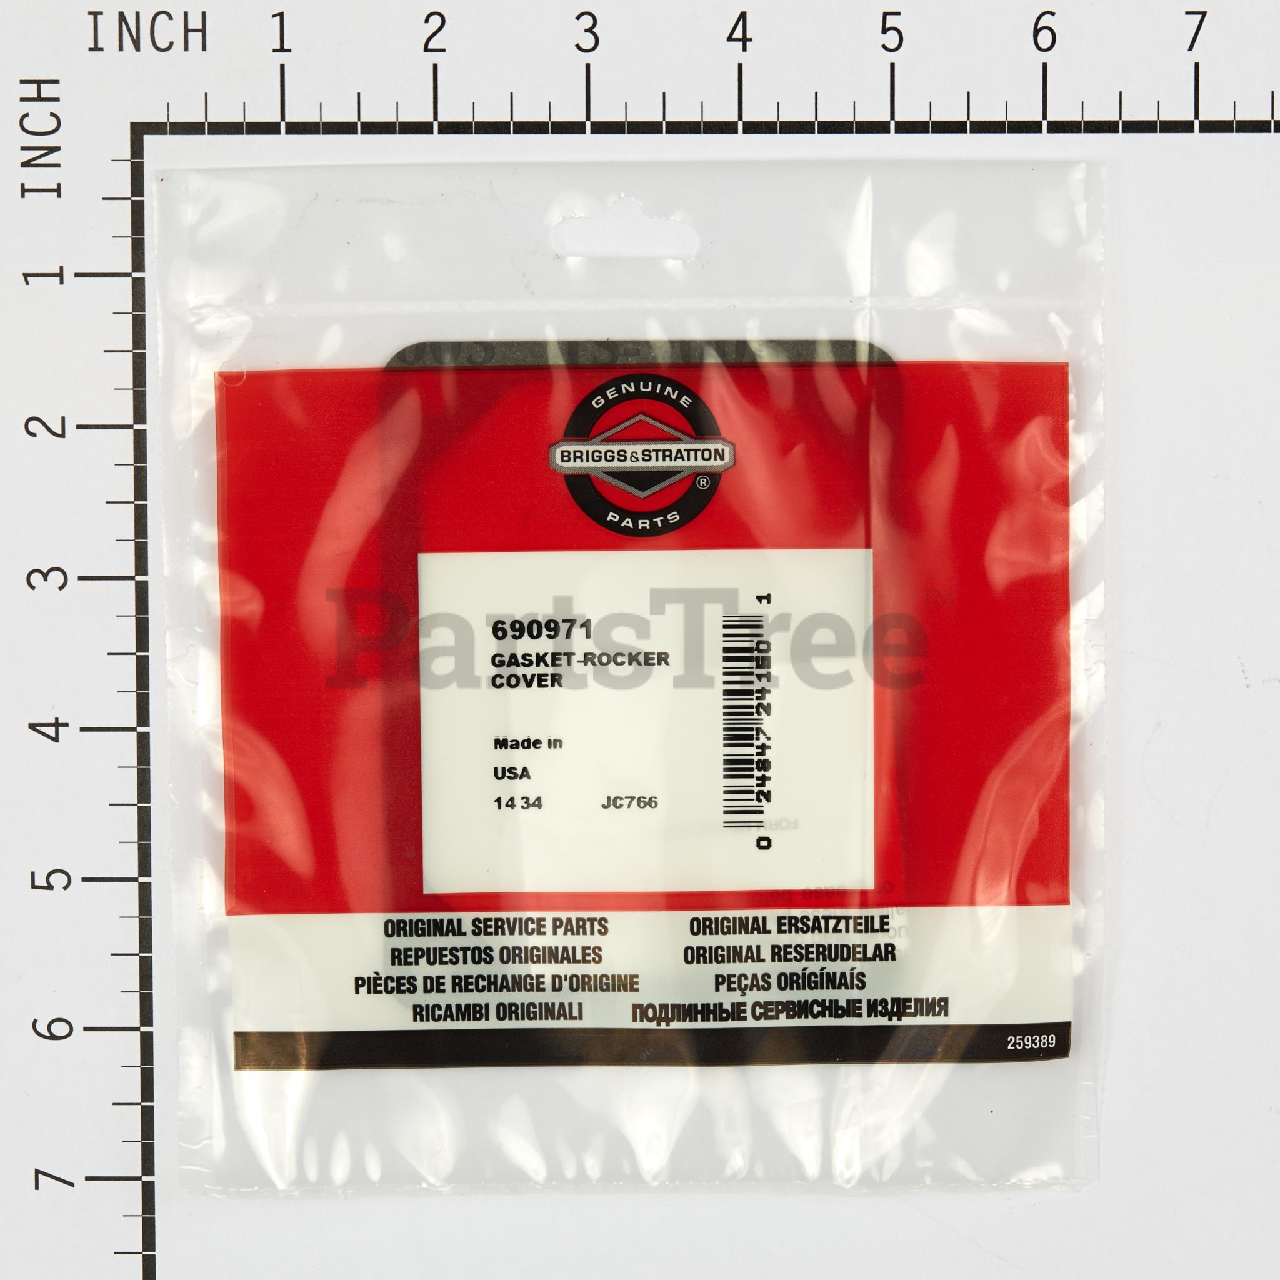 INCH 1 2 3 4 5 6 7
INCH 1 2 3 4 5 6 7
GENUINE
BRIGGS&STRATTON
®
PARTS
PartsTree
690971
GASKET-ROCKER
COVER
Made in
USA
14 34 JC766
0 24847 24150 1
ORIGINAL SERVICE PARTS
REPUESTOS ORIGINALES
PIÈCES DE RECHANGE D'ORIGINE
RICAMBI ORIGINALI
ORIGINAL ERSATZTEILE
ORIGINAL RESERUDELAR
PEÇAS ORÍGÍNAÍS
ПОДЛИННЫЕ СЕРВИСНЫЕ ИЗДЕЛИЯ
259389